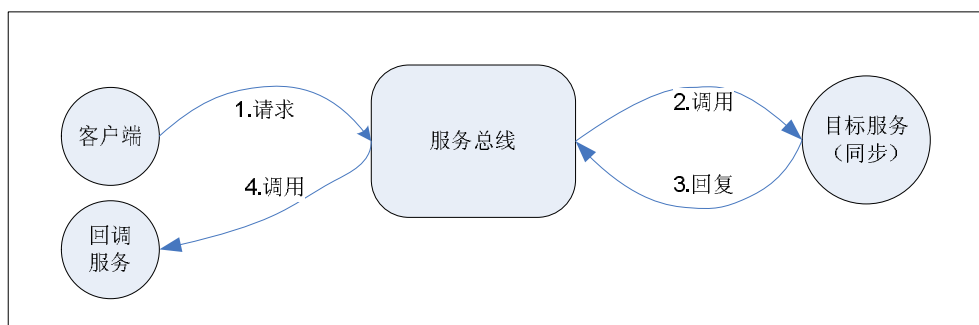 客户端
1.请求
服务总线
2.调用
目标服务
（同步）
3.回复
4.调用
回调
服务